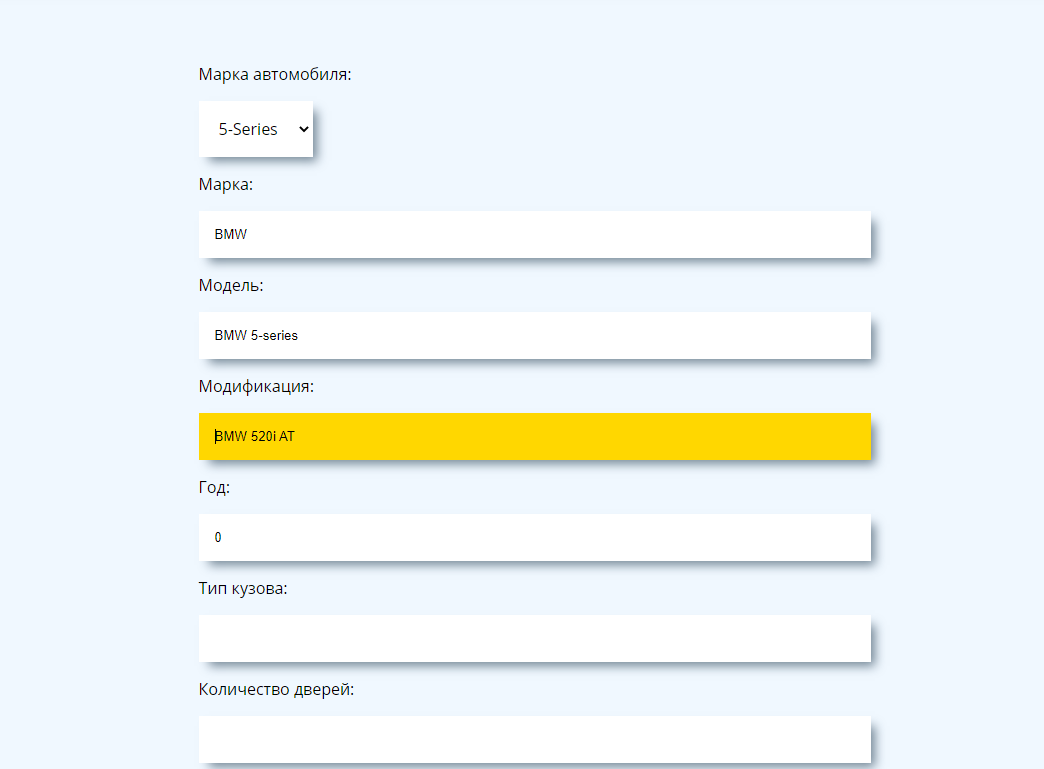 Марка автомобиля:
5-Series
Марка:
BMW
Модель:
BMW 5-series
Модификация:
BMW 520i AT
Год:
0
Тип кузова:
Количество дверей: